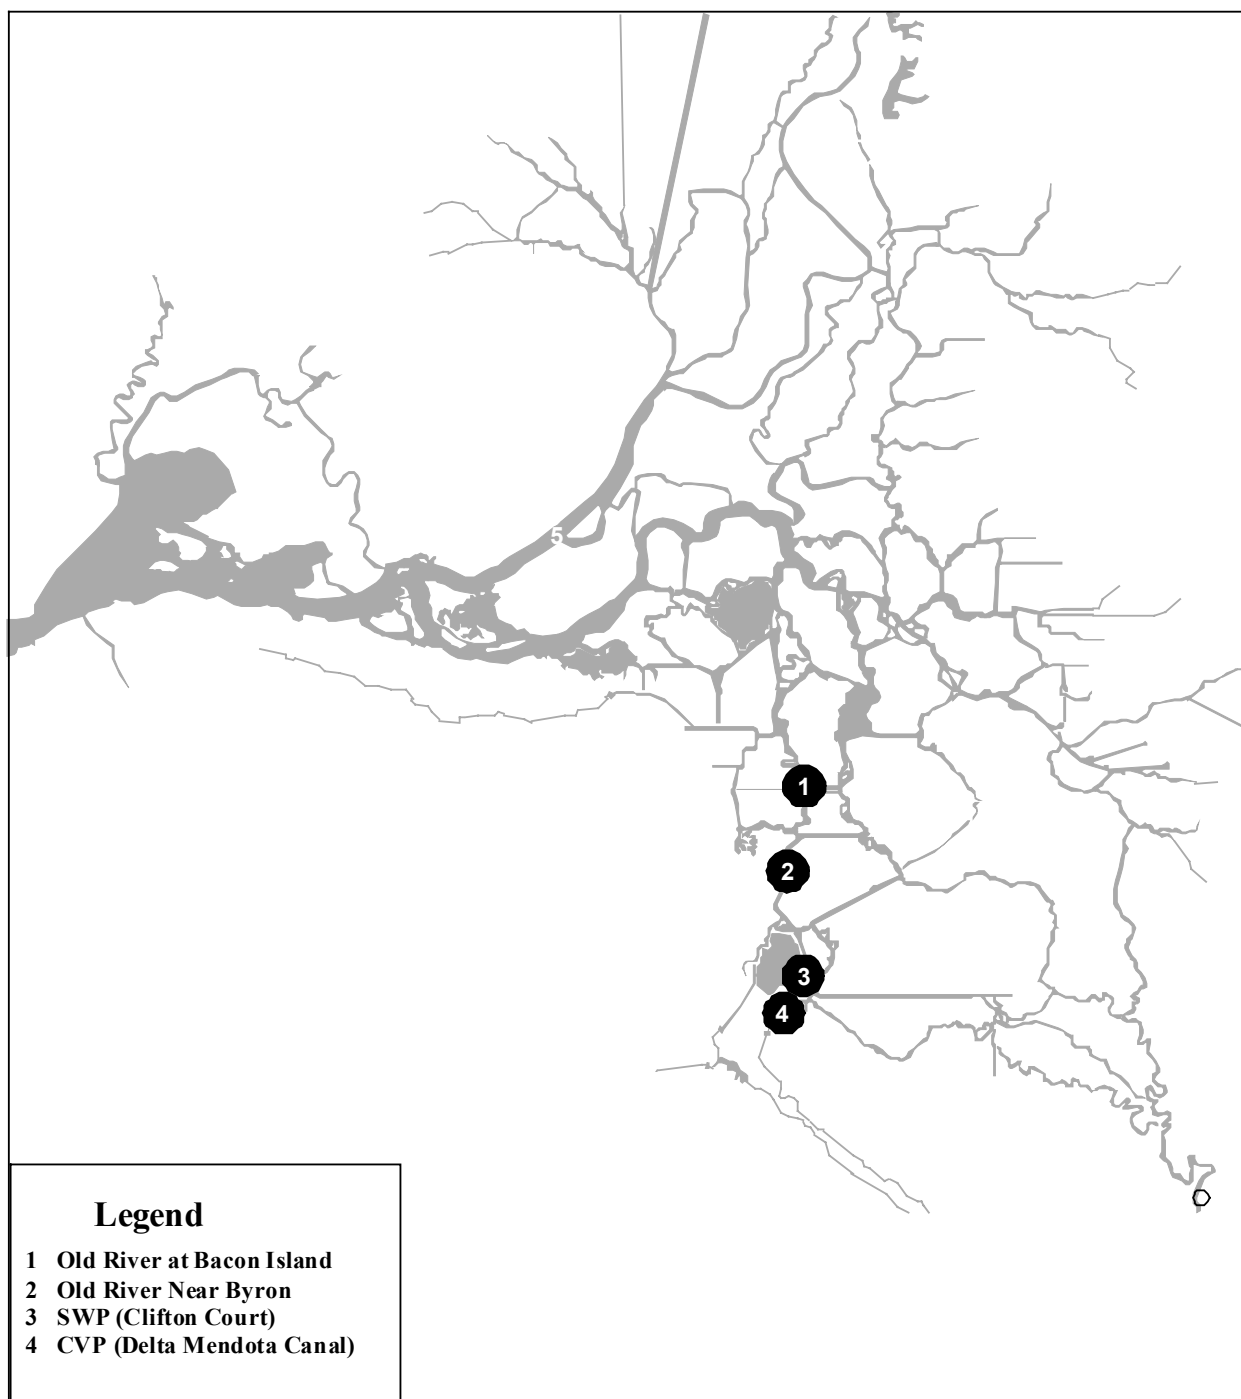 5
1
2
3
4
Legend
1 Old River at Bacon Island
2 Old River Near Byron
3 SWP (Clifton Court)
4 CVP (Delta Mendota Canal)